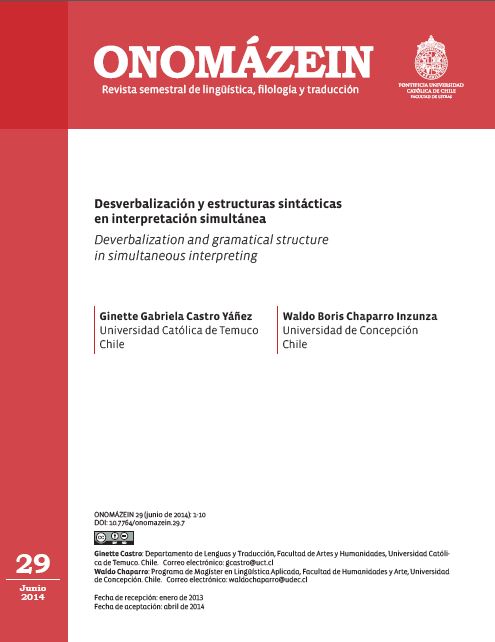 ONOMÁZEIN
Revista semestral de lingüística, filología y traducción
PONTIFICIA UNIVERSIDAD
CATÓLICA DE CHILE
FACULTAD DE LETRAS
Desverbalización y estructuras sintácticas
en interpretación simultánea
Deverbalization and gramatical structure
in simultaneous interpreting
Ginette Gabriela Castro Yáñez
Universidad Católica de Temuco
Chile
Waldo Boris Chaparro Inzunza
Universidad de Concepción
Chile
ONOMÁZEIN 29 (junio de 2014): 1-10
DOI: 10.7764/onomazein.29.7
Ginette Castro: Departamento de Lenguas y Traducción, Facultad de Artes y Humanidades, Universidad Católi-
ca de Temuco. Chile. Correo electrónico: gcastro@uct.cl
Waldo Chaparro: Programa de Magíster en Lingüística Aplicada, Facultad de Humanidades y Arte, Universidad
de Concepción. Chile. Correo electrónico: waldochaparro@udec.cl
Fecha de recepción: enero de 2013
Fecha de aceptación: abril de 2014
29
Junio
2014